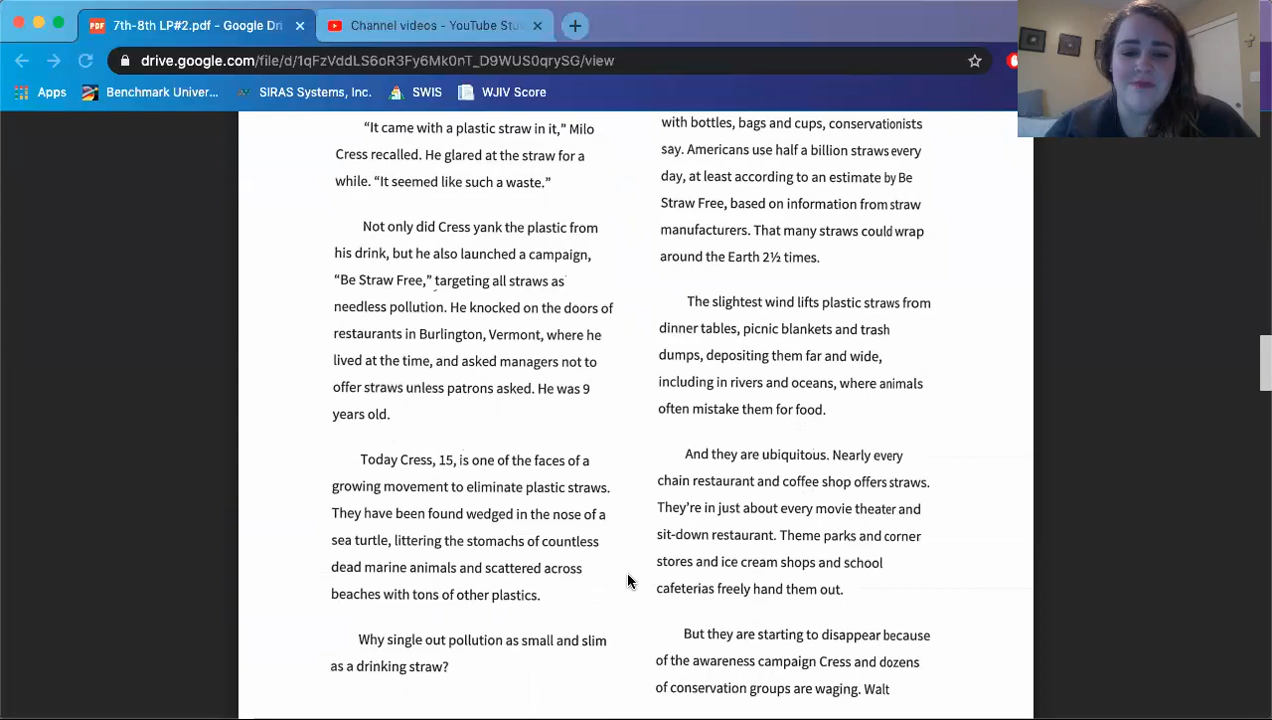 7th-8th LP#2.pdf - Google Dri
Channel videos - YouTube Stu
drive.google.com/file/d/1qFzVddLS6oR3Fy6Mk0nT_D9WUS0qrySG/view
Apps
Benchmark Univer...
SIRAS Systems, Inc.
SWIS
WJIV Score
“It came with a plastic straw in it,” Milo
Cress recalled. He glared at the straw for a
while. “It seemed like such a waste.”
Not only did Cress yank the plastic from
his drink, but he also launched a campaign,
“Be Straw Free,” targeting all straws as
needless pollution. He knocked on the doors of
restaurants in Burlington, Vermont, where he
lived at the time, and asked managers not to
offer straws unless patrons asked. He was 9
years old.
Today Cress, 15, is one of the faces of a
growing movement to eliminate plastic straws.
They have been found wedged in the nose of a
sea turtle, littering the stomachs of countless
dead marine animals and scattered across
beaches with tons of other plastics.
Why single out pollution as small and slim
as a drinking straw?
with bottles, bags and cups, conservationists
say. Americans use half a billion straws every
day, at least according to an estimate by Be
Straw Free, based on information from straw
manufacturers. That many straws could wrap
around the Earth 2½ times.
The slightest wind lifts plastic straws from
dinner tables, picnic blankets and trash
dumps, depositing them far and wide,
including in rivers and oceans, where animals
often mistake them for food.
And they are ubiquitous. Nearly every
chain restaurant and coffee shop offers straws.
They’re in just about every movie theater and
sit-down restaurant. Theme parks and corner
stores and ice cream shops and school
cafeterias freely hand them out.
But they are starting to disappear because
of the awareness campaign Cress and dozens
of conservation groups are waging. Walt